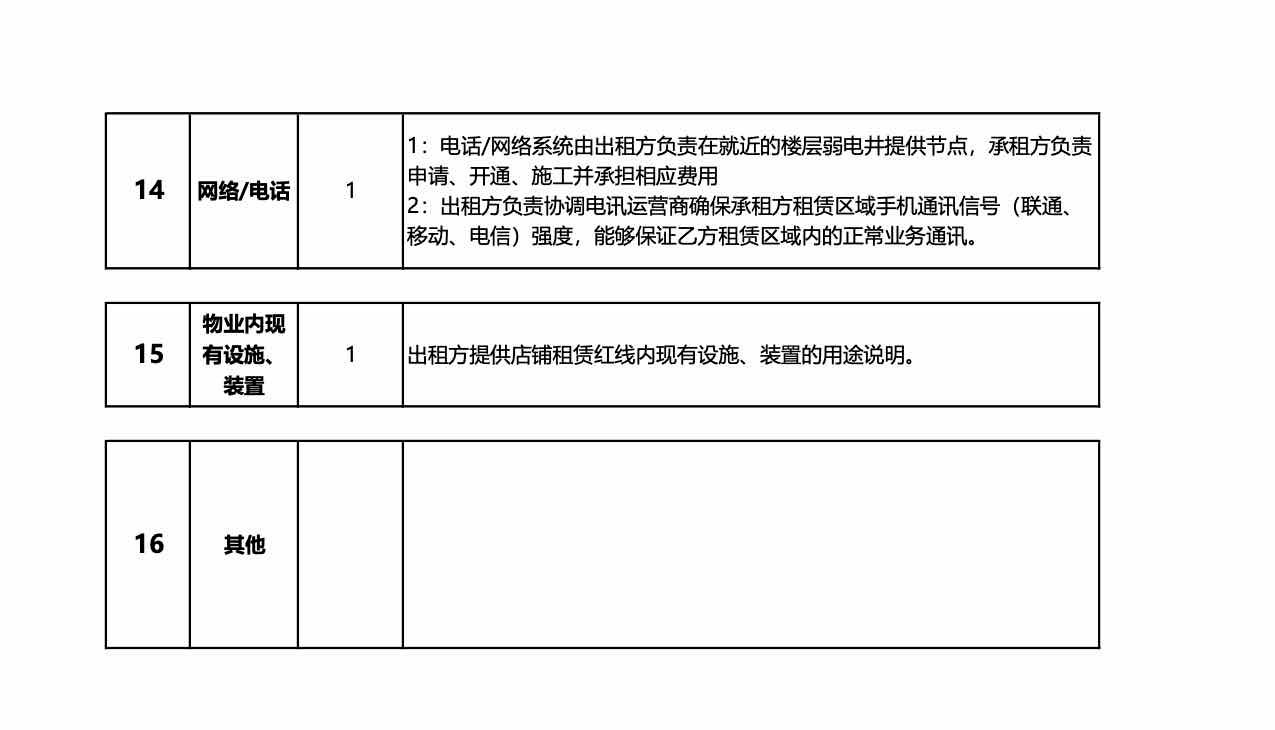 14
网络/电话
1
1：电话/网络系统由出租方负责在就近的楼层弱电井提供节点，承租方负责
申请、开通、施工并承担相应费用
2：出租方负责协调电讯运营商确保承租方租赁区域手机通讯信号（联通、
移动、电信）强度，能够保证乙方租赁区域内的正常业务通讯。
15
物业内现
有设施、
装置
1
出租方提供店铺租赁红线内现有设施、装置的用途说明。
16
其他